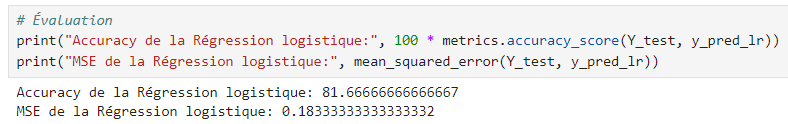 # Évaluation
print("Accuracy de la Régression logistique:", 100 * metrics.accuracy_score(Y_test, y_pred_lr))
print("MSE de la Régression logistique:", mean_squared_error(Y_test, y_pred_lr))
Accuracy de la Régression logistique: 81.66666666666667
MSE de la Régression logistique: 0.18333333333333332